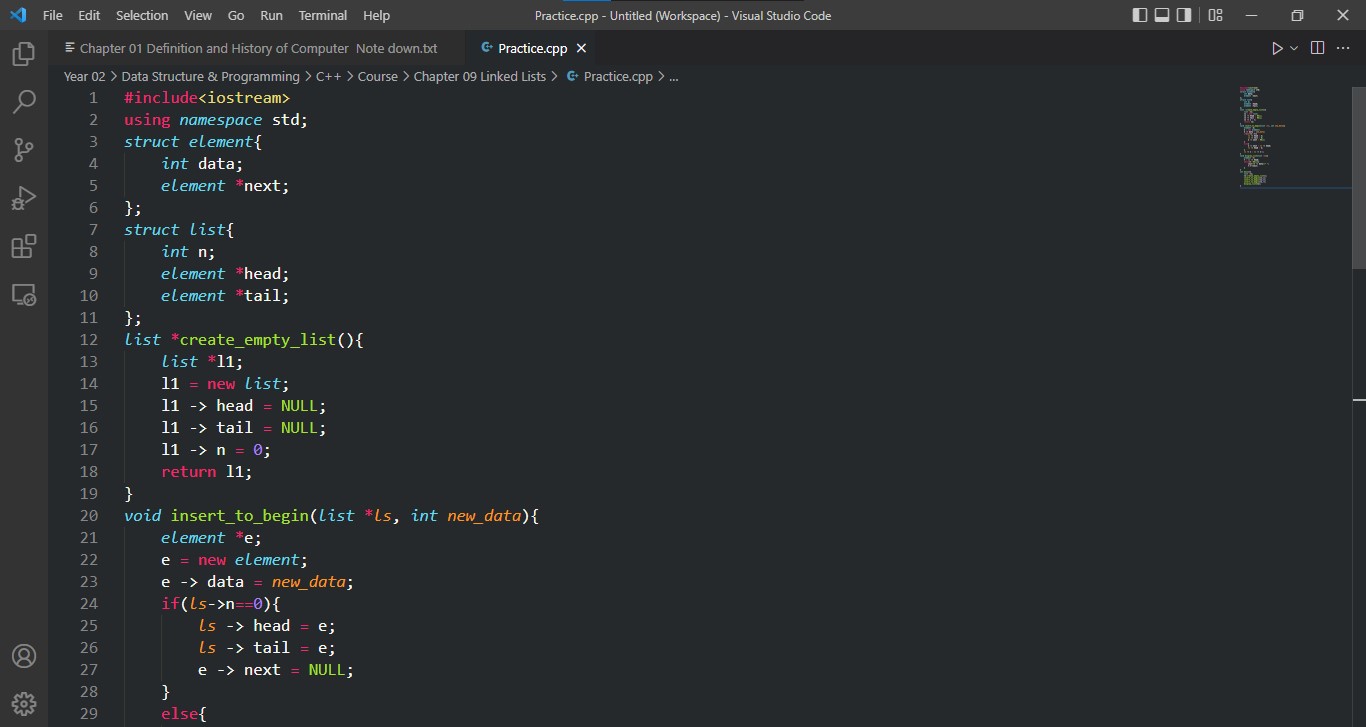 File Edit Selection View Go Run Terminal Help Practice.cpp - Untitled (Workspace) - Visual Studio Code
Chapter 01 Definition and History of Computer Note down.txt Practice.cpp
Year 02 > Data Structure & Programming > C++ > Course > Chapter 09 Linked Lists > Practice.cpp > ...
1 #include<iostream>
2 using namespace std;
3 struct element{
4 int data;
5 element *next;
6 };
7 struct list{
8 int n;
9 element *head;
10 element *tail;
11 };
12 list *create_empty_list(){
13 list *l1;
14 l1 = new list;
15 l1 -> head = NULL;
16 l1 -> tail = NULL;
17 l1 -> n = 0;
18 return l1;
19 }
20 void insert_to_begin(list *ls, int new_data){
21 element *e;
22 e = new element;
23 e -> data = new_data;
24 if(ls->n==0){
25 ls -> head = e;
26 ls -> tail = e;
27 e -> next = NULL;
28 }
29 else{